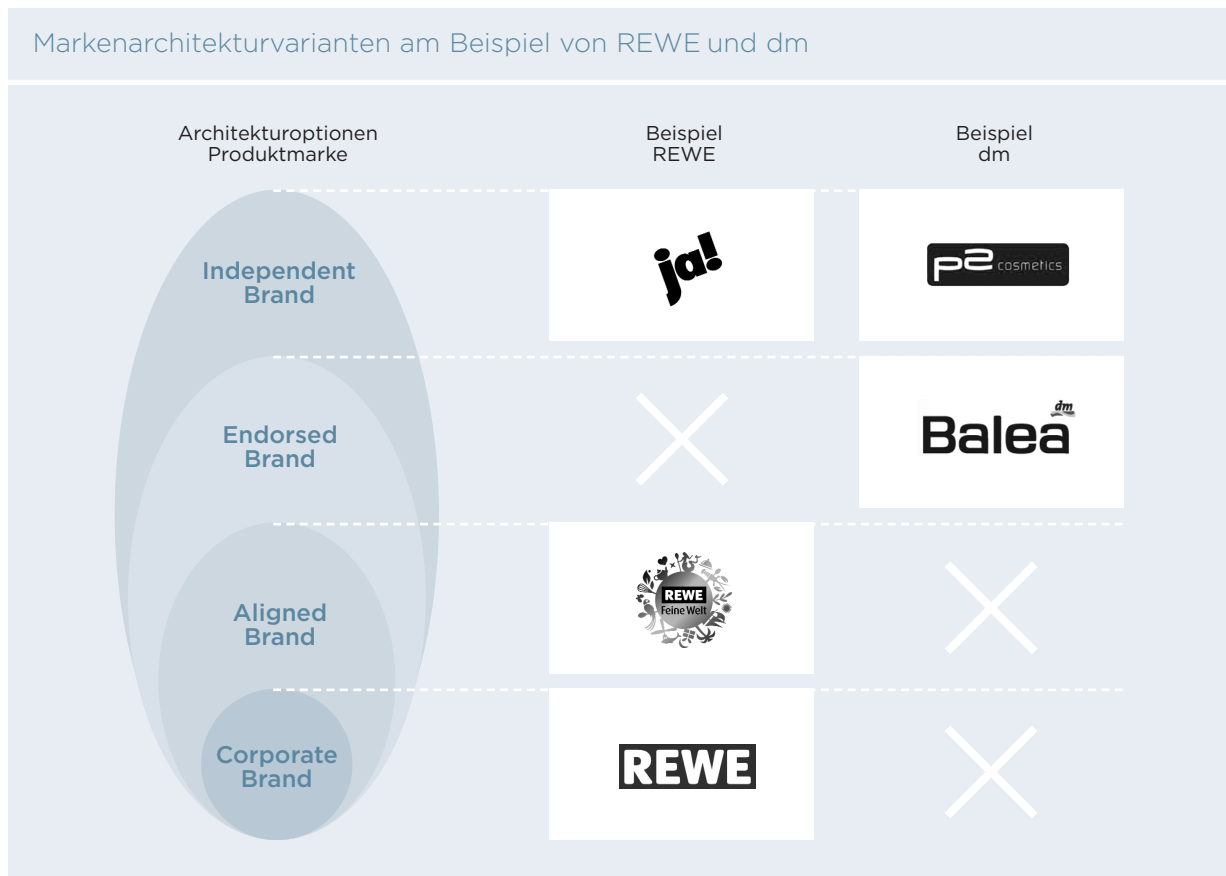 Markenarchitekturvarianten am Beispiel von REWE und dm
Architekturoptionen
Produktmarke
Beispiel
REWE
Beispiel
dm
Independent
Brand
ja!
p2 cosmetics
Endorsed
Brand
dm
Balea
Aligned
Brand
REWE
Feine Welt
Corporate
Brand
REWE